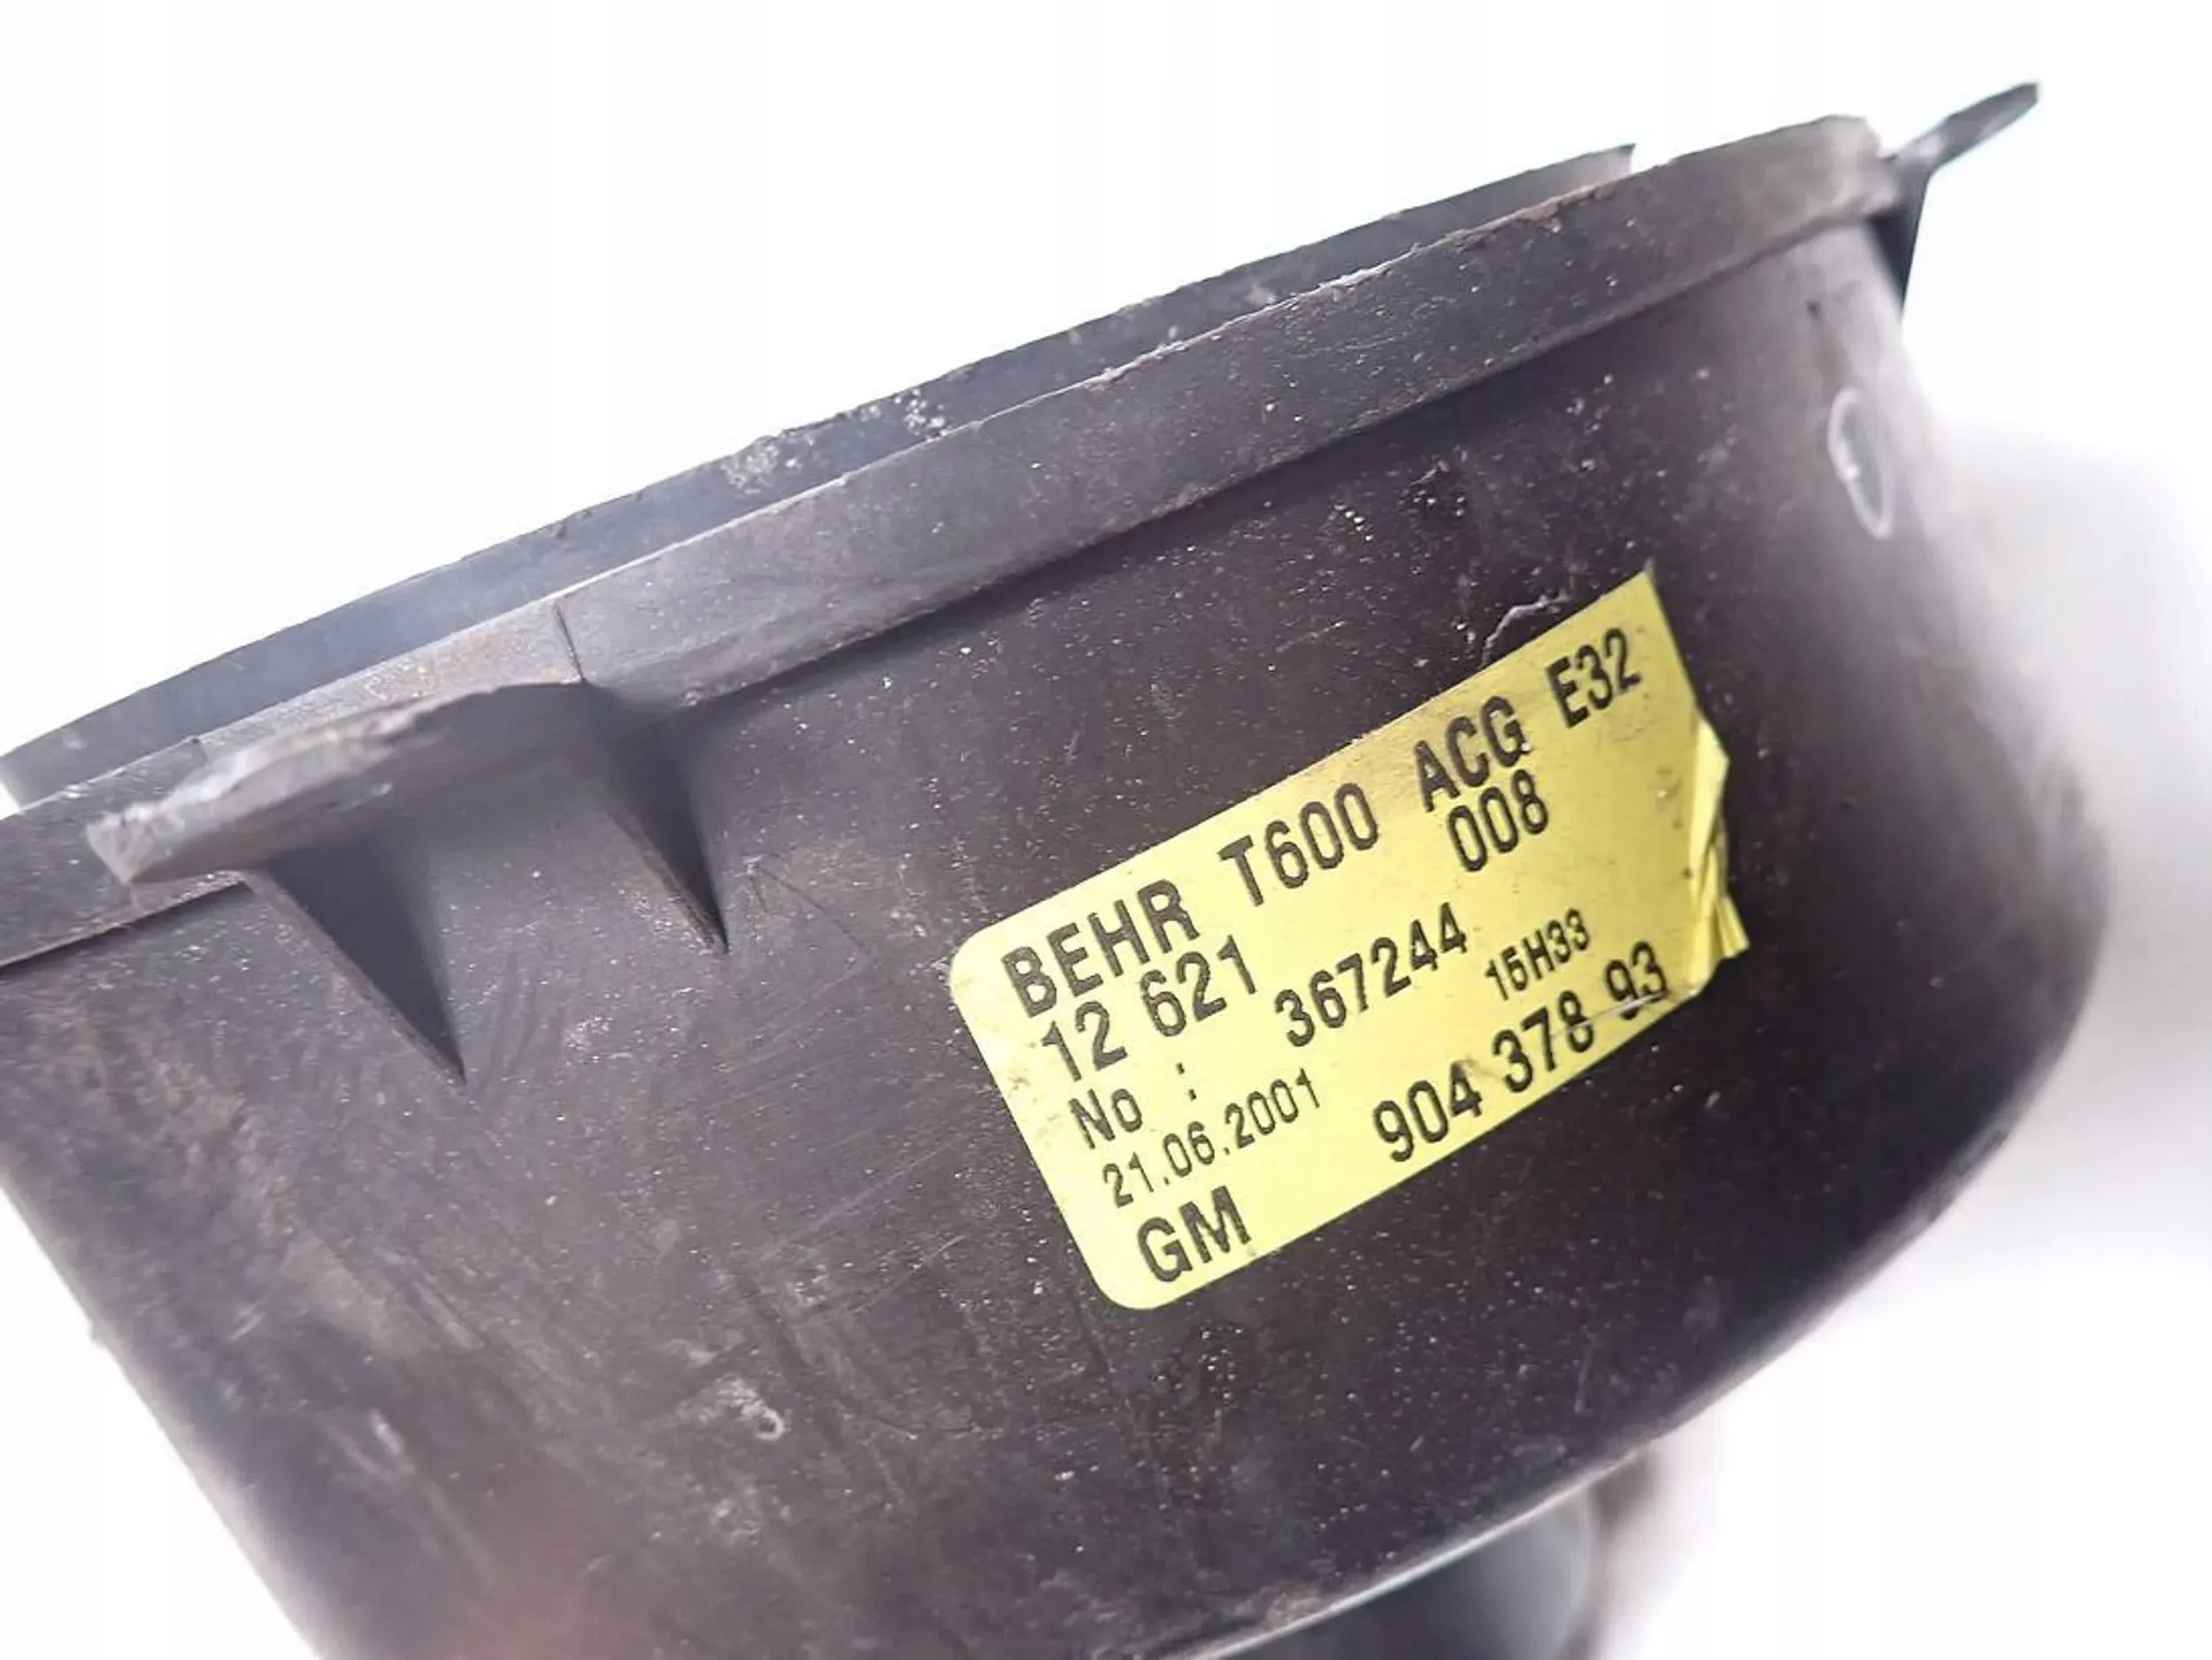 BEHR T600 ACG E32
12 621 008
No : 367244
21.06.2001 15H33
GM 904 378 93